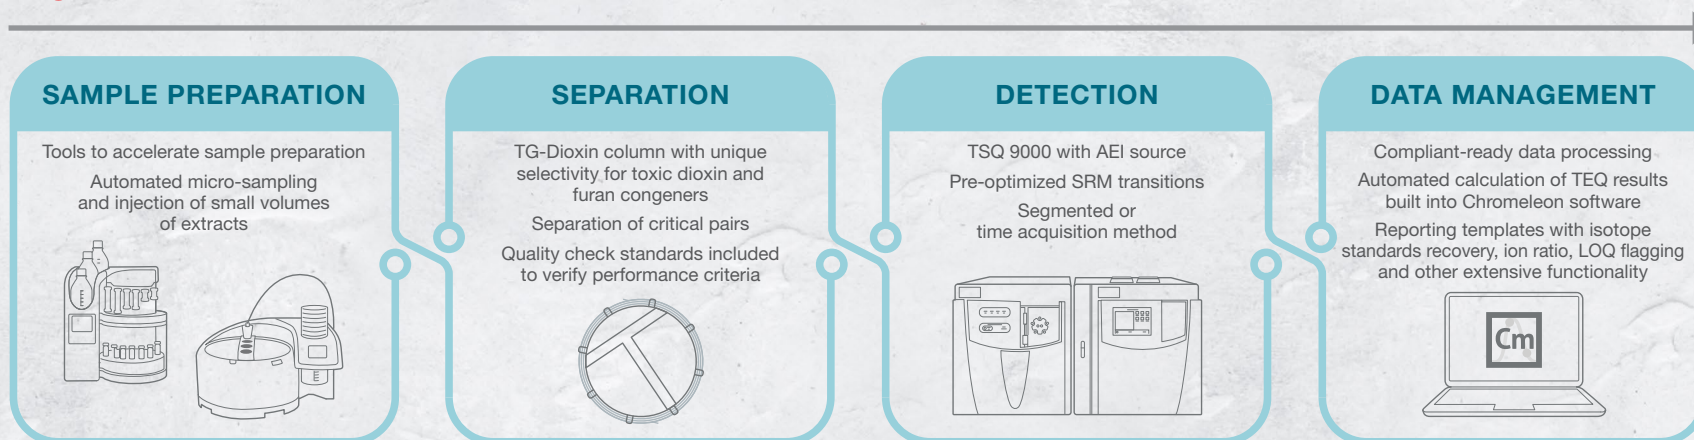 SAMPLE PREPARATION
Tools to accelerate sample preparation
Automated micro-sampling
and injection of small volumes
of extracts
SEPARATION
TG-Dioxin column with unique
selectivity for toxic dioxin and
furan congeners
Separation of critical pairs
Quality check standards included
to verify performance criteria
DETECTION
TSQ 9000 with AEI source
Pre-optimized SRM transitions
Segmented or
time acquisition method
DATA MANAGEMENT
Compliant-ready data processing
Automated calculation of TEQ results
built into Chromeleon software
Reporting templates with isotope
standards recovery, ion ratio, LOQ flagging
and other extensive functionality
Cm